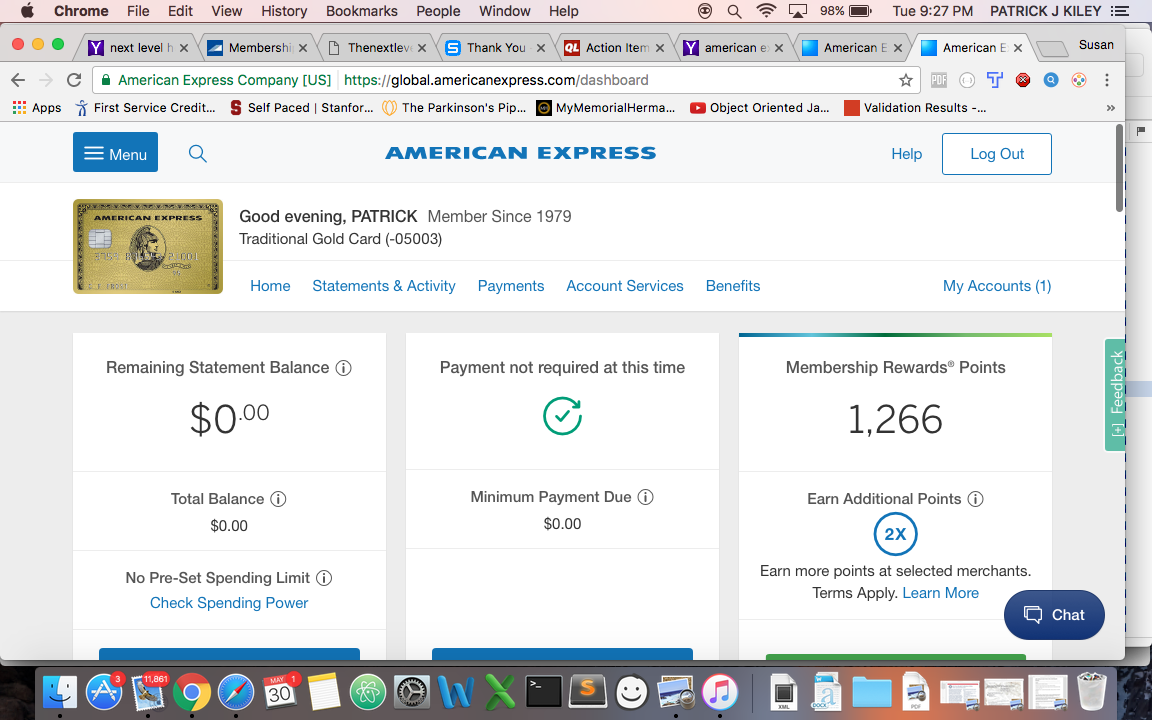 Chrome File Edit View History Bookmarks People Window Help 98% Tue 9:27 PM PATRICK J KILEY
next level h Membership Thenextleve Thank You Action Item american ex American E American E Susan
American Express Company [US] https://global.americanexpress.com/dashboard
Apps First Service Credit... Self Paced | Stanfor... The Parkinson's Pip... MyMemorialHerma... Object Oriented Ja... Validation Results -... »
Menu AMERICAN EXPRESS Help Log Out
AMERICAN EXPRESS
Good evening, PATRICK Member Since 1979
Traditional Gold Card (-05003)
Home Statements & Activity Payments Account Services Benefits My Accounts (1)
Remaining Statement Balance Payment not required at this time Membership Rewards® Points
$0.00 1,266
[+] Feedback
Total Balance Minimum Payment Due Earn Additional Points
$0.00 $0.00 2X
No Pre-Set Spending Limit Earn more points at selected merchants.
Check Spending Power Terms Apply. Learn More
Chat
3 11,861 MAY 30 1 XML DOCX PDF